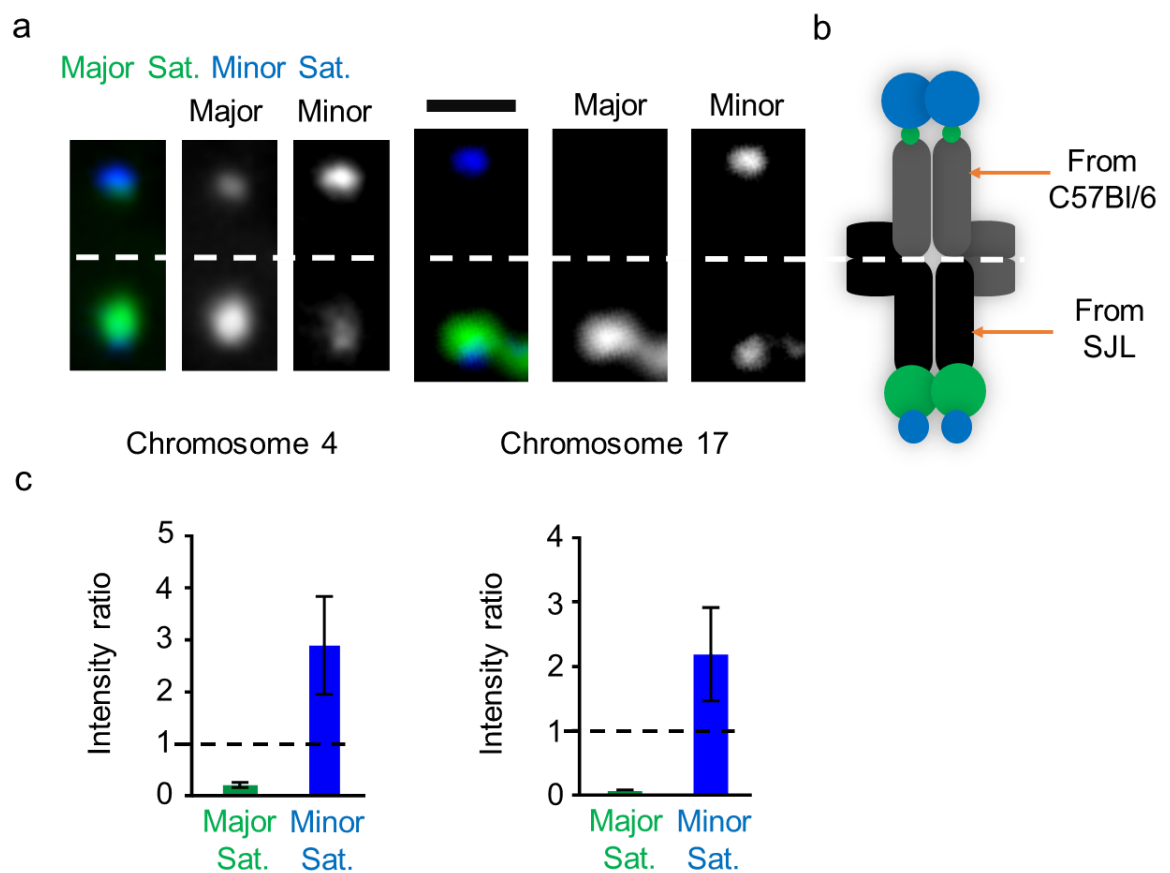 a
Major Sat. Minor Sat.
Major Minor
Major Minor
Chromosome 4
Chromosome 17
b
From
C57Bl/6
From
SJL
c
Intensity ratio
5
4
3
2
1
0
Major Sat.
Minor Sat.
Intensity ratio
4
3
2
1
0
Major Sat.
Minor Sat.